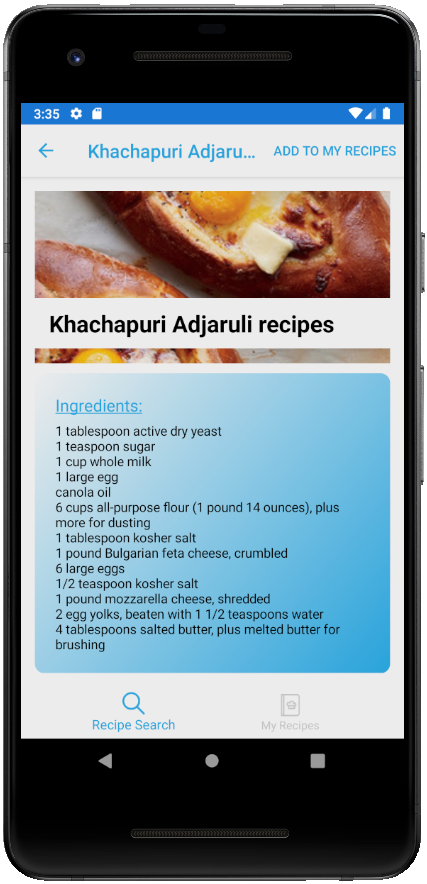 3:35
Khachapuri Adjaru... ADD TO MY RECIPES
Khachapuri Adjaruli recipes
Ingredients:
1 tablespoon active dry yeast
1 teaspoon sugar
1 cup whole milk
1 large egg
canola oil
6 cups all-purpose flour (1 pound 14 ounces), plus
more for dusting
1 tablespoon kosher salt
1 pound Bulgarian feta cheese, crumbled
6 large eggs
1/2 teaspoon kosher salt
1 pound mozzarella cheese, shredded
2 egg yolks, beaten with 1 1/2 teaspoons water
4 tablespoons salted butter, plus melted butter for
brushing
Recipe Search My Recipes